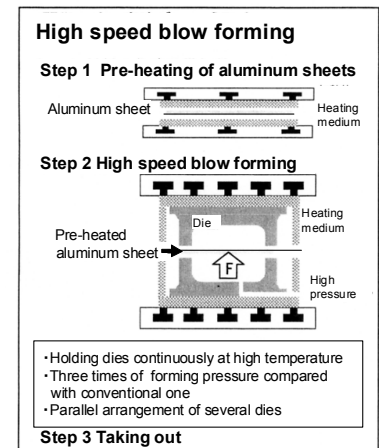 High speed blow forming
Step 1 Pre-heating of aluminum sheets
Aluminum sheet
Heating
medium
Step 2 High speed blow forming
Die
Heating
medium
Pre-heated
aluminum sheet
F
High
pressure
・Holding dies continuously at high temperature
・Three times of forming pressure compared
with conventional one
・Parallel arrangement of several dies
Step 3 Taking out